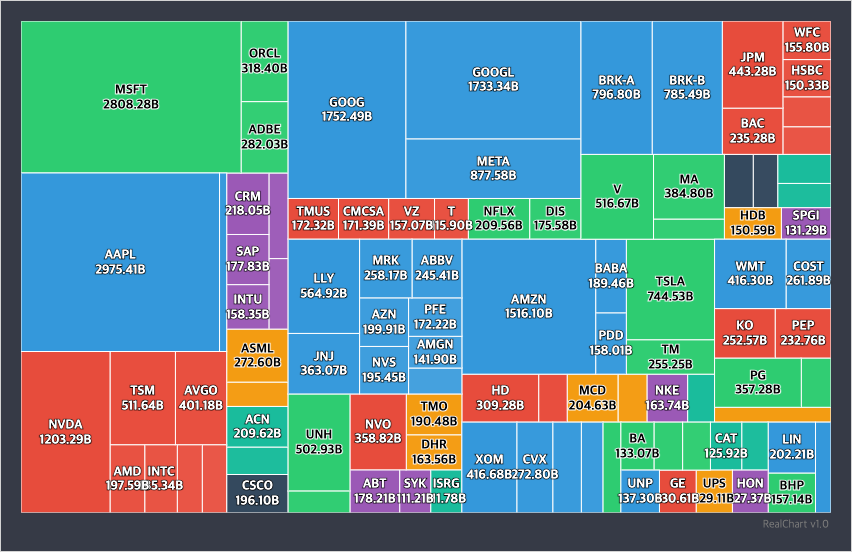 MSFT
2808.28B
ORCL
318.40B
ADBE
282.03B
AAPL
2975.41B
CRM
218.05B
SAP
177.83B
INTU
158.35B
NVDA
1203.29B
TSM
511.64B
AVGO
401.18B
AMD
197.59B
INTC
ASML
272.60B
ACN
209.62B
CSCO
196.10B
GOOG
1752.49B
GOOGL
1733.34B
META
877.58B
TMUS
172.32B
CMCSA
171.39B
VZ
157.07B
T
NFLX
209.56B
DIS
175.58B
BRK-A
796.80B
BRK-B
785.49B
JPM
443.28B
WFC
155.80B
HSBC
150.33B
BAC
235.28B
V
516.67B
MA
384.80B
HDB
150.59B
SPGI
131.29B
LLY
564.92B
JNJ
363.07B
MRK
258.17B
ABBV
245.41B
AZN
199.91B
PFE
172.22B
NVS
195.45B
AMGN
141.90B
UNH
502.93B
NVO
358.82B
TMO
190.48B
DHR
163.56B
ABT
178.21B
SYK
111.21B
ISRG
AMZN
1516.10B
BABA
189.46B
PDD
158.01B
TSLA
744.53B
TM
255.25B
HD
309.28B
MCD
204.63B
NKE
163.74B
WMT
416.30B
COST
261.89B
KO
252.57B
PEP
232.76B
PG
357.28B
XOM
416.68B
CVX
272.80B
BA
133.07B
CAT
125.92B
UNP
137.30B
GE
UPS
HON
LIN
202.21B
BHP
157.14B
RealChart v1.0